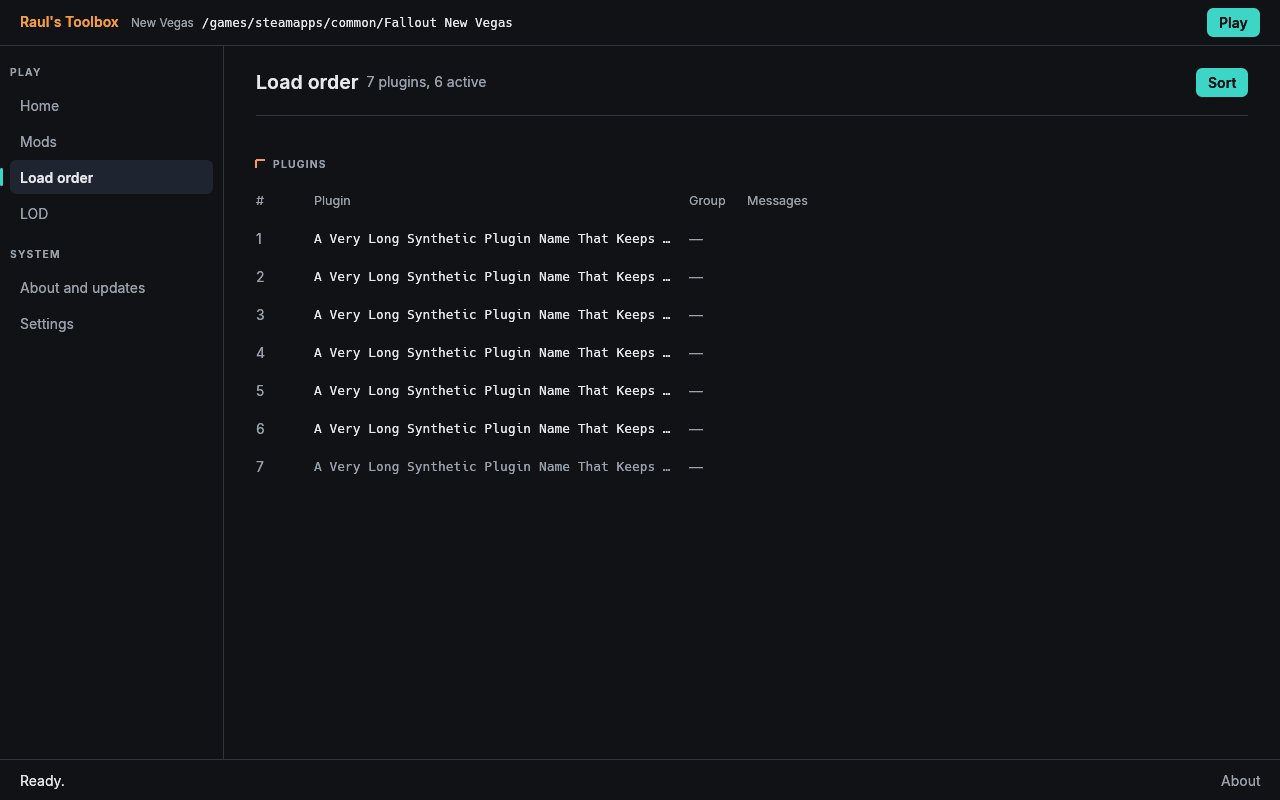 Raul's Toolbox New Vegas /games/steamapps/common/Fallout New Vegas Play
PLAY
Home
Mods
Load order
LOD
SYSTEM
About and updates
Settings
Load order 7 plugins, 6 active Sort
PLUGINS
# Plugin Group Messages
1 A Very Long Synthetic Plugin Name That Keeps … —
2 A Very Long Synthetic Plugin Name That Keeps … —
3 A Very Long Synthetic Plugin Name That Keeps … —
4 A Very Long Synthetic Plugin Name That Keeps … —
5 A Very Long Synthetic Plugin Name That Keeps … —
6 A Very Long Synthetic Plugin Name That Keeps … —
7 A Very Long Synthetic Plugin Name That Keeps … —
Ready. About